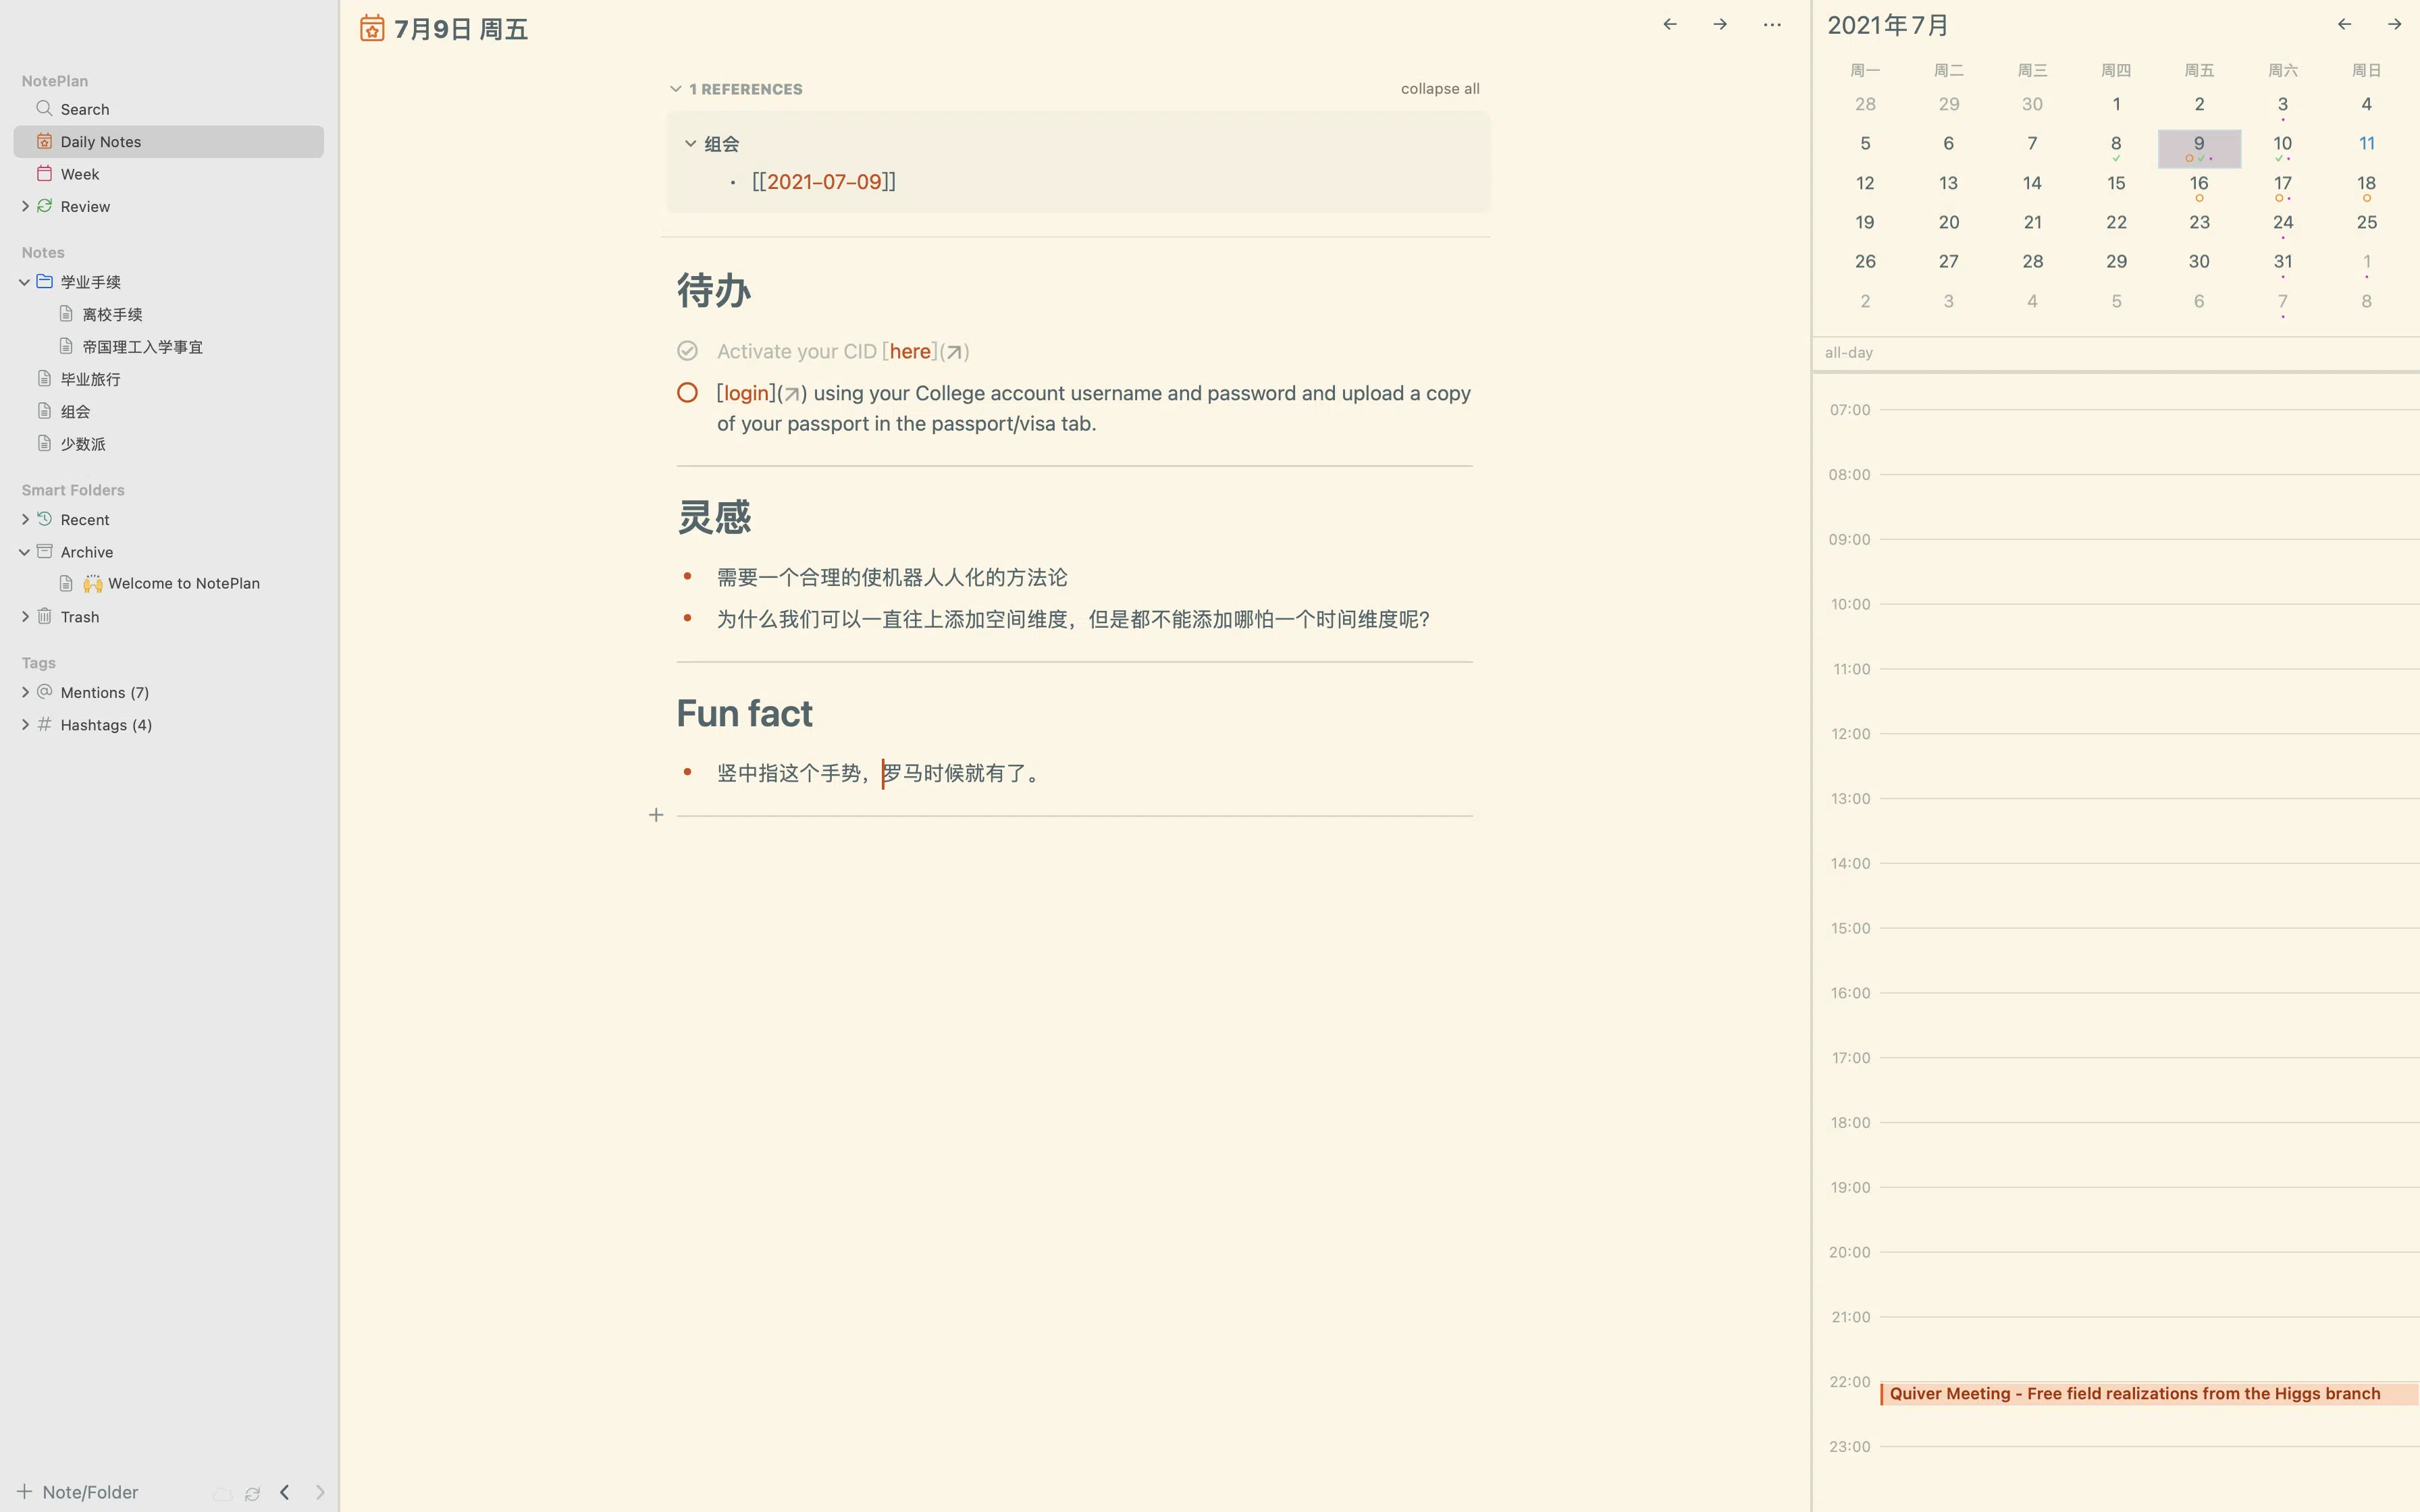 NotePlan
Search
Daily Notes
Week
Review
Notes
学业手续
离校手续
帝国理工入学事宜
毕业旅行
组会
少数派
Smart Folders
Recent
Archive
🙌 Welcome to NotePlan
Trash
Tags
@ Mentions (7)
# Hashtags (4)
+ Note/Folder
7月9日 周五
1 REFERENCES
collapse all
组会
• [[2021-07-09]]
待办
Activate your CID [here](↗)
[login](↗) using your College account username and password and upload a copy
of your passport in the passport/visa tab.
灵感
• 需要一个合理的使机器人人化的方法论
• 为什么我们可以一直往上添加空间维度，但是都不能添加哪怕一个时间维度呢？
Fun fact
• 竖中指这个手势，罗马时候就有了。
2021年7月
周一 周二 周三 周四 周五 周六 周日
28 29 30 1 2 3 4
5 6 7 8 9 10 11
12 13 14 15 16 17 18
19 20 21 22 23 24 25
26 27 28 29 30 31 1
2 3 4 5 6 7 8
all-day
07:00
08:00
09:00
10:00
11:00
12:00
13:00
14:00
15:00
16:00
17:00
18:00
19:00
20:00
21:00
22:00
Quiver Meeting - Free field realizations from the Higgs branch
23:00